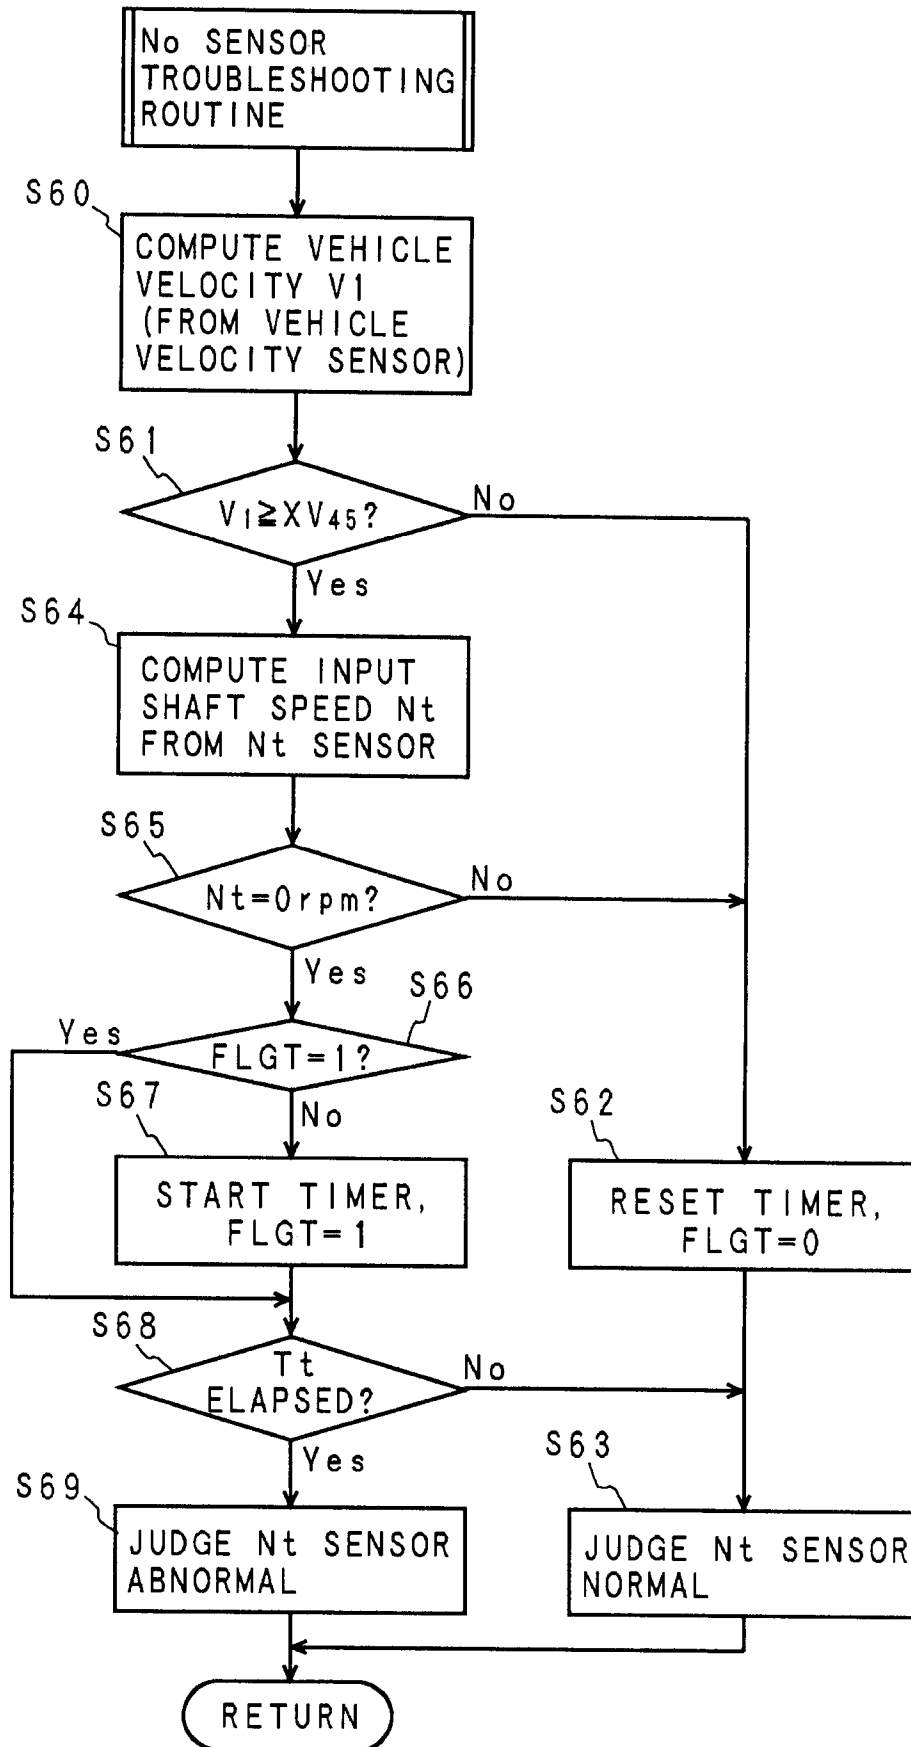 No SENSOR
TROUBLESHOOTING
ROUTINE
S60
COMPUTE VEHICLE
VELOCITY V1
(FROM VEHICLE
VELOCITY SENSOR)
S61
V₁≧XV₄₅?
No
Yes
S64
COMPUTE INPUT
SHAFT SPEED Nt
FROM Nt SENSOR
S65
Nt=0rpm?
No
Yes
S66
Yes
FLGT=1?
S67
No
S62
START TIMER,
FLGT=1
RESET TIMER,
FLGT=0
S68
Tt
ELAPSED?
No
Yes
S63
S69
JUDGE Nt SENSOR
ABNORMAL
JUDGE Nt SENSOR
NORMAL
RETURN